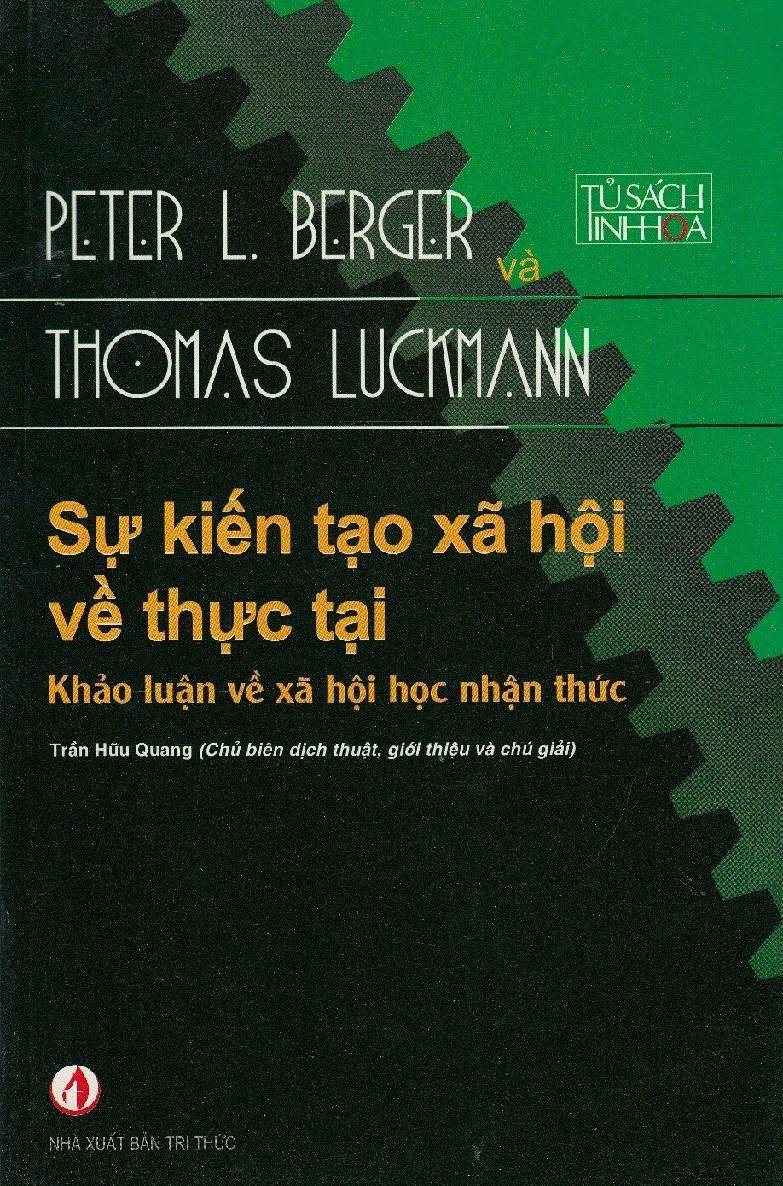 PETER L. BERGER và
TỦ SÁCH
TINH HOA
THOMAS LUCKMANN
Sự kiến tạo xã hội
về thực tại
Khảo luận về xã hội học nhận thức
Trần Hữu Quang (Chủ biên dịch thuật, giới thiệu và chú giải)
NHÀ XUẤT BẢN TRI THỨC